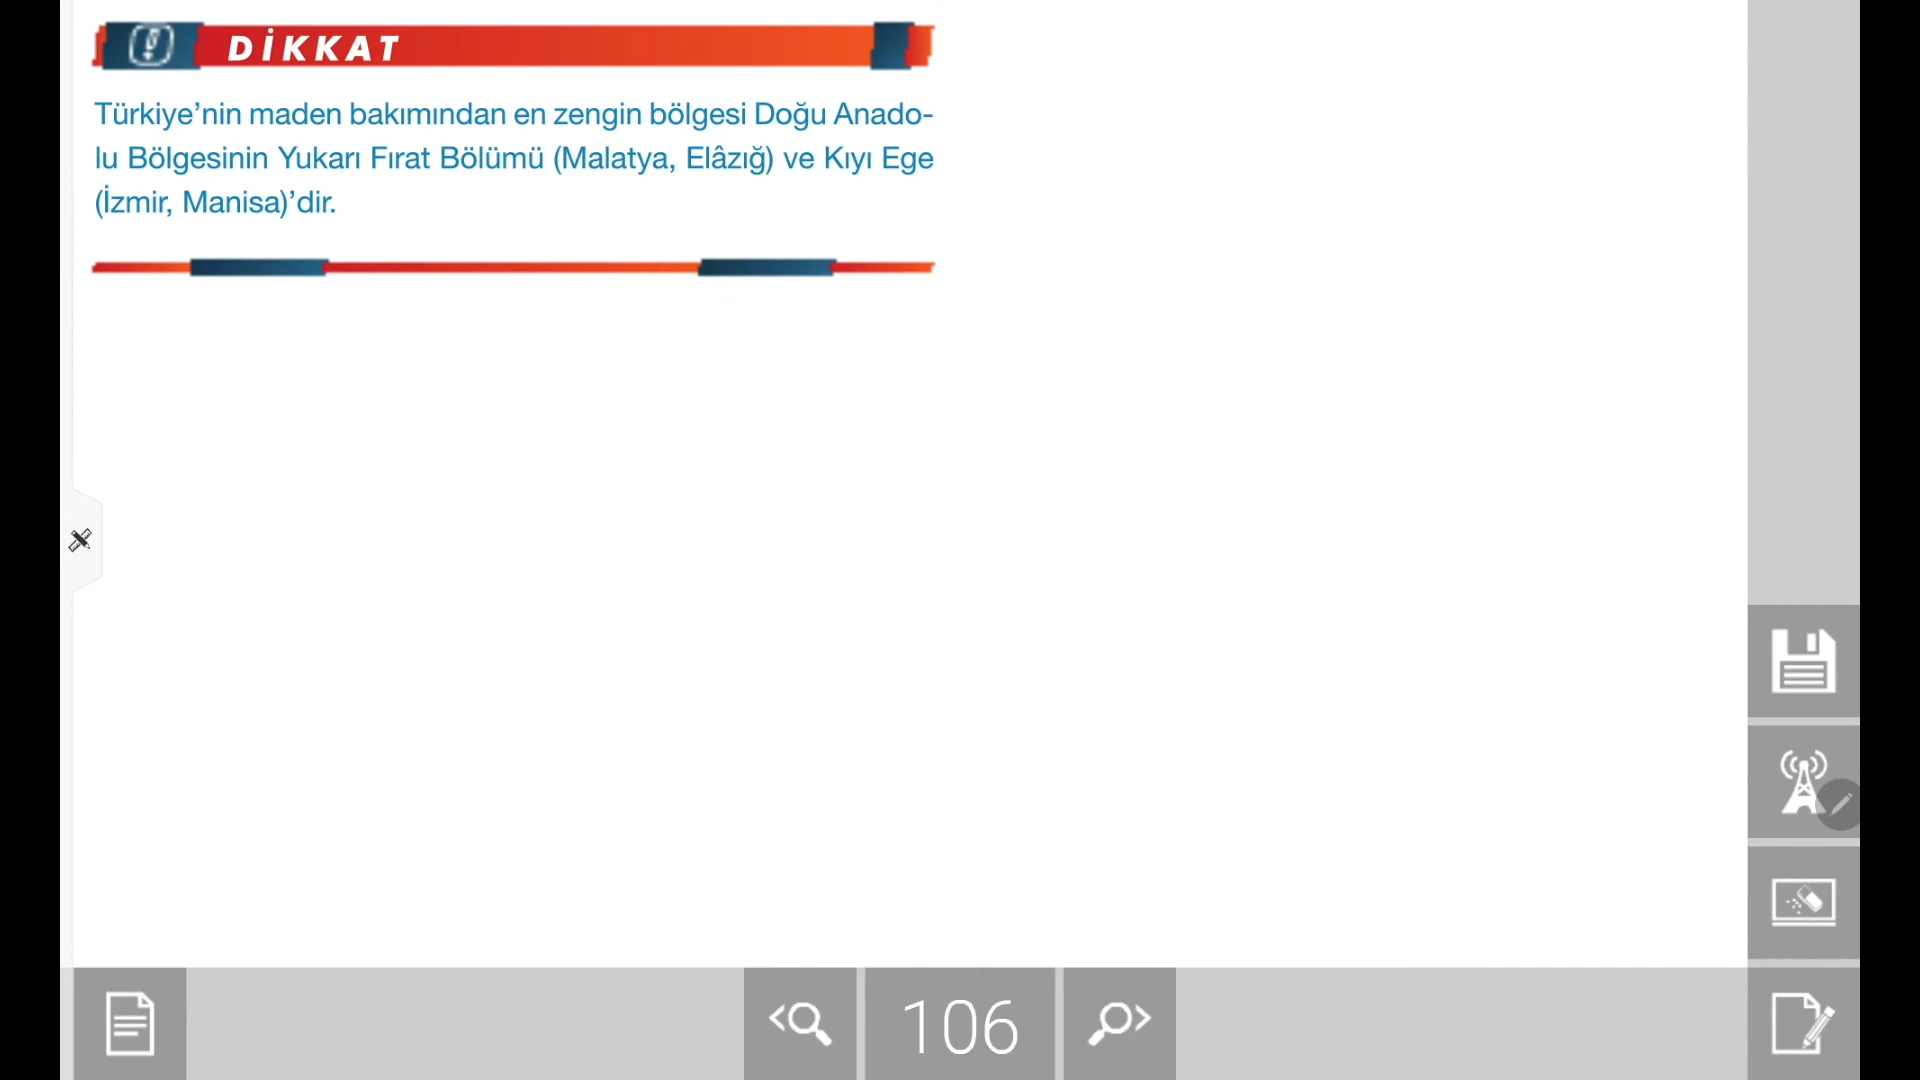 DİKKAT
Türkiye’nin maden bakımından en zengin bölgesi Doğu Anado-
lu Bölgesinin Yukarı Fırat Bölümü (Malatya, Elâzığ) ve Kıyı Ege
(İzmir, Manisa)’dir.
106